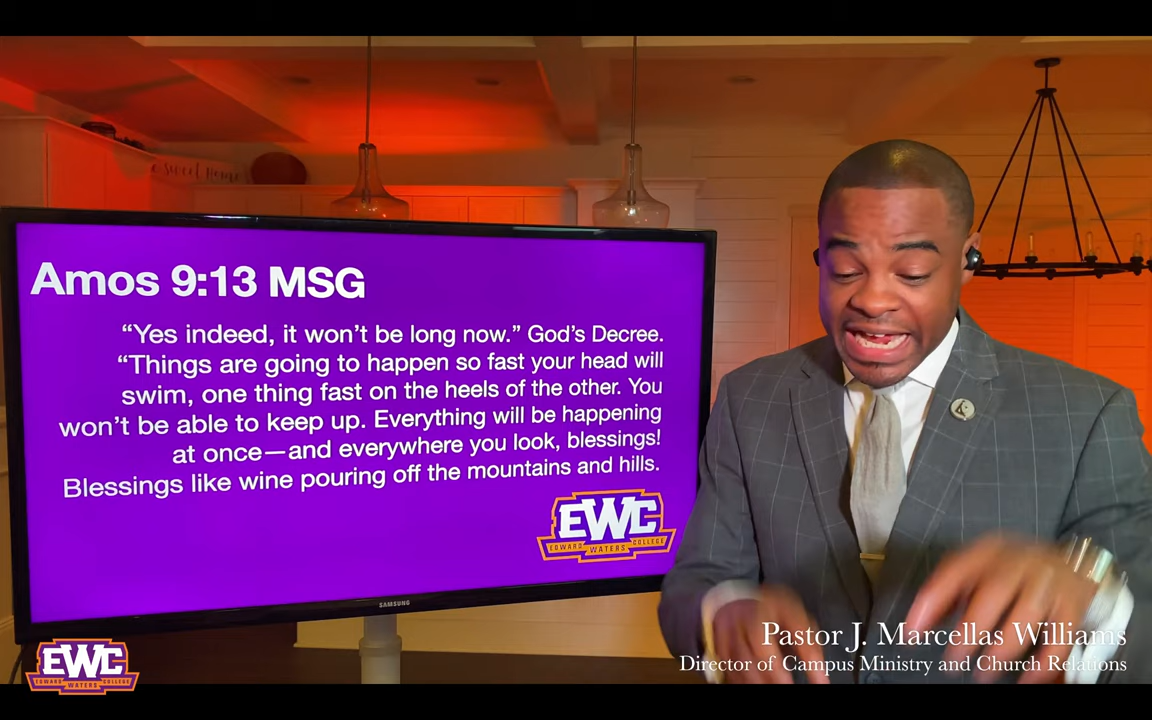 Sweet Home
Amos 9:13 MSG
“Yes indeed, it won’t be long now.” God’s Decree.
“Things are going to happen so fast your head will
swim, one thing fast on the heels of the other. You
won’t be able to keep up. Everything will be happening
at once—and everywhere you look, blessings!
Blessings like wine pouring off the mountains and hills.
EWC
EDWARD WATERS COLLEGE
SAMSUNG
Pastor J. Marcellas Williams
Director of Campus Ministry and Church Relations
EWC
EDWARD WATERS COLLEGE